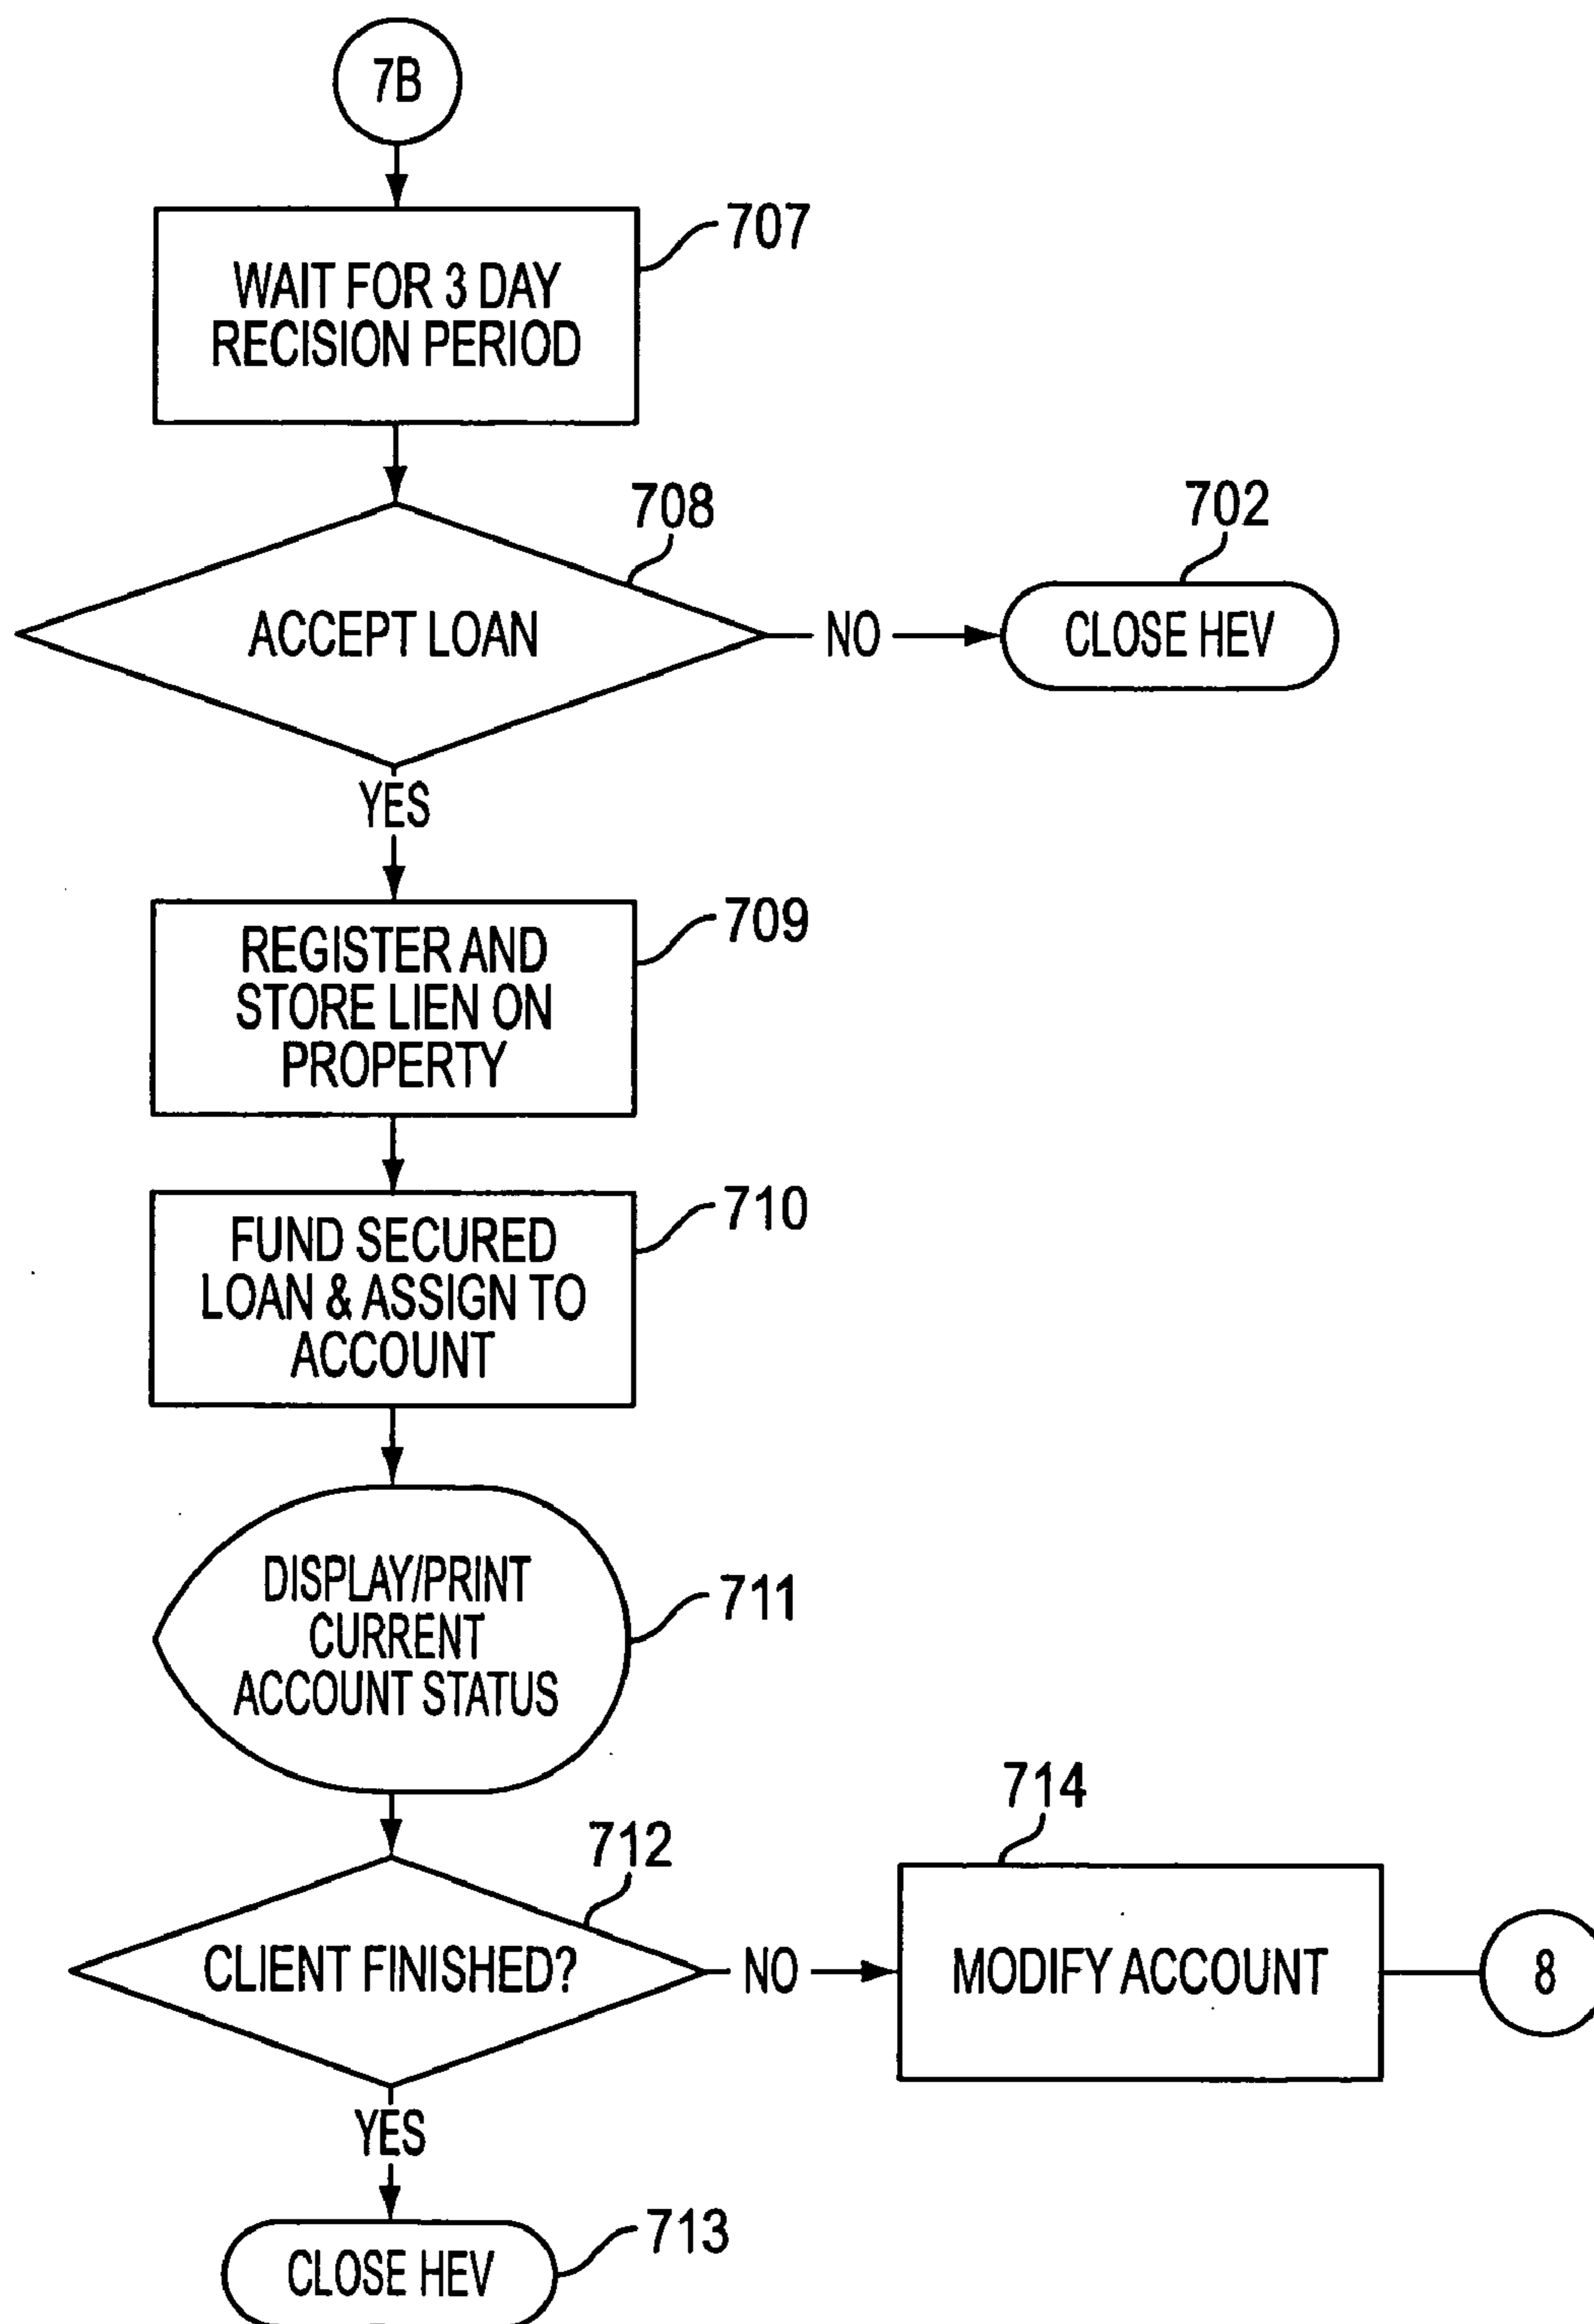 7B
707
WAIT FOR 3 DAY
RECISION PERIOD
708
702
ACCEPT LOAN
NO
CLOSE HEV
YES
709
REGISTER AND
STORE LIEN ON
PROPERTY
710
FUND SECURED
LOAN & ASSIGN TO
ACCOUNT
711
DISPLAY/PRINT
CURRENT
ACCOUNT STATUS
714
712
CLIENT FINISHED?
NO
MODIFY ACCOUNT
8
YES
713
CLOSE HEV